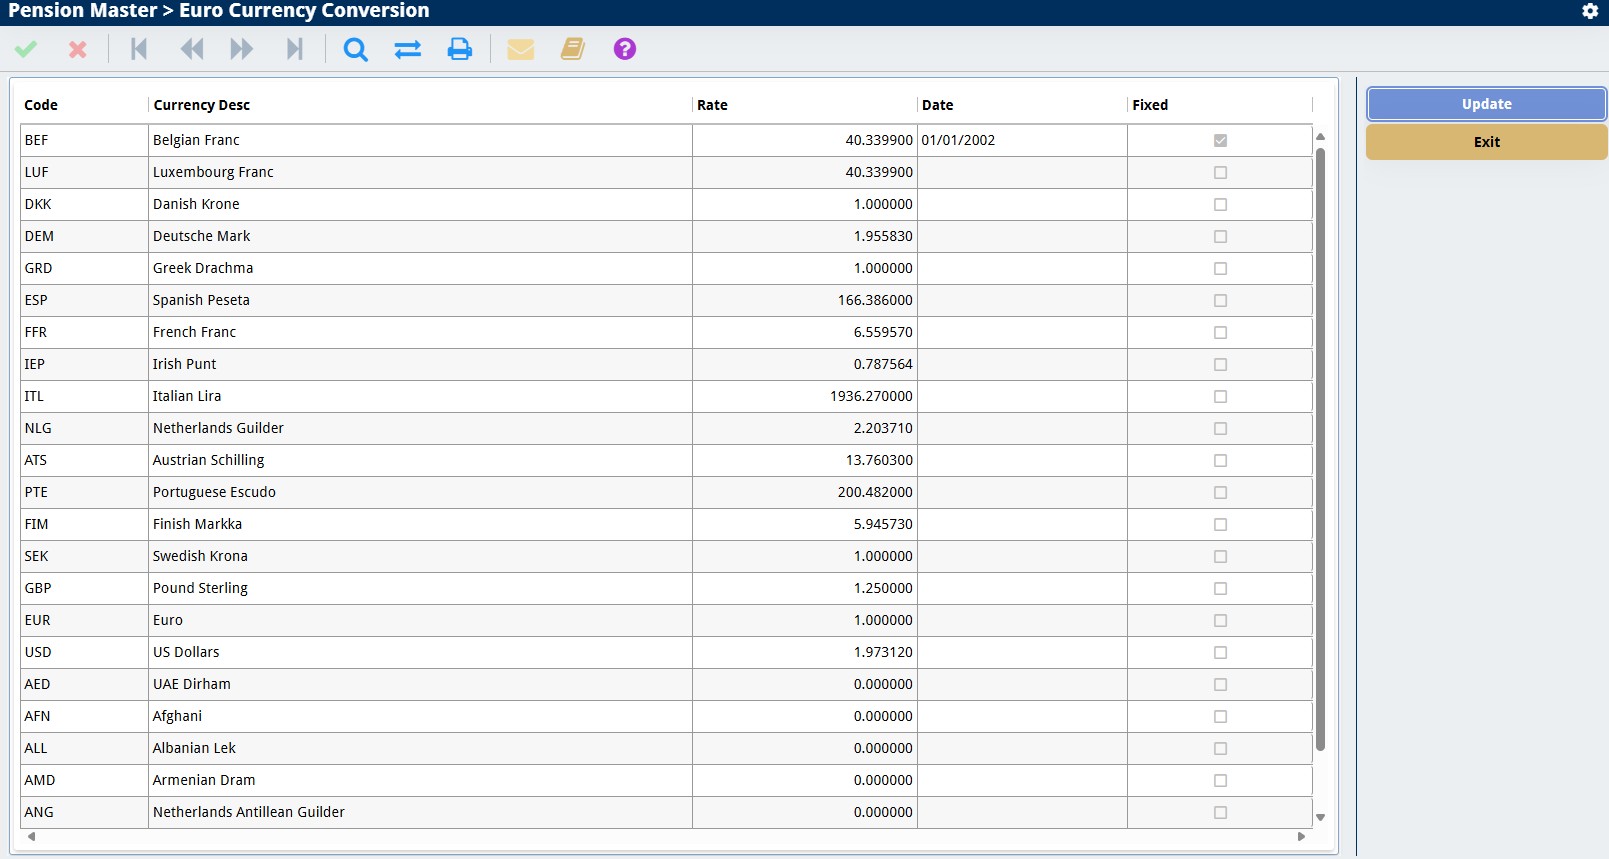 Pension Master > Euro Currency Conversion
?
Code Currency Desc Rate Date Fixed
BEF Belgian Franc 40.339900 01/01/2002
LUF Luxembourg Franc 40.339900
DKK Danish Krone 1.000000
DEM Deutsche Mark 1.955830
GRD Greek Drachma 1.000000
ESP Spanish Peseta 166.386000
FFR French Franc 6.559570
IEP Irish Punt 0.787564
ITL Italian Lira 1936.270000
NLG Netherlands Guilder 2.203710
ATS Austrian Schilling 13.760300
PTE Portuguese Escudo 200.482000
FIM Finish Markka 5.945730
SEK Swedish Krona 1.000000
GBP Pound Sterling 1.250000
EUR Euro 1.000000
USD US Dollars 1.973120
AED UAE Dirham 0.000000
AFN Afghani 0.000000
ALL Albanian Lek 0.000000
AMD Armenian Dram 0.000000
ANG Netherlands Antillean Guilder 0.000000
Update
Exit